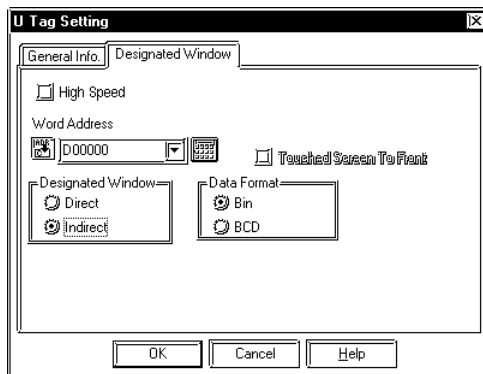 U Tag Setting
General Info. Designated Window
High Speed
Word Address
D00000
Touched Screen To Front
Designated Window Data Format
Direct Bin
Indirect BCD
OK Cancel Help